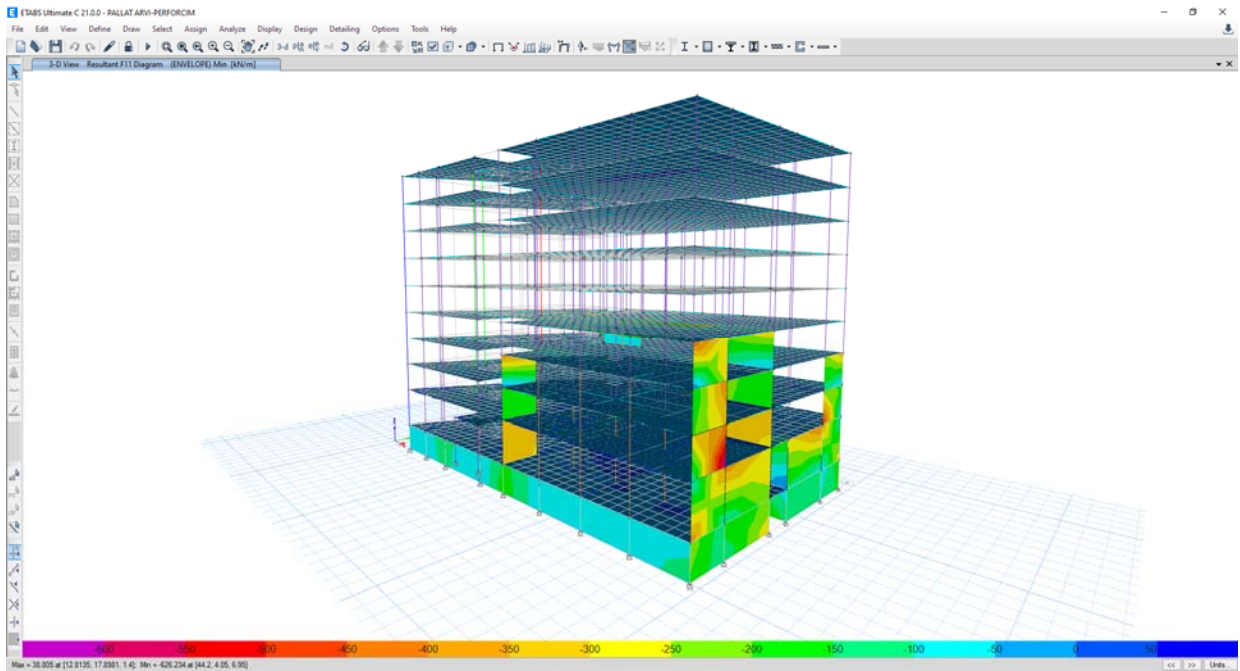 ETABS Ultimate C 21.0.0 - PALLAT ARVI-PERFORCIM
File Edit View Define Draw Select Assign Analyze Display Design Detailing Options Tools Help
3-d
3-D View Resultant F11 Diagram (ENVELOPE) Min [kN/m]
-600 -550 -500 -450 -400 -350 -300 -250 -200 -150 -100 -50 0 50
Max = 38.805 at [12.8135, 17.8981, 1.4]; Min = -626.234 at [44.2, 4.05, 6.95]
<< >> Units...